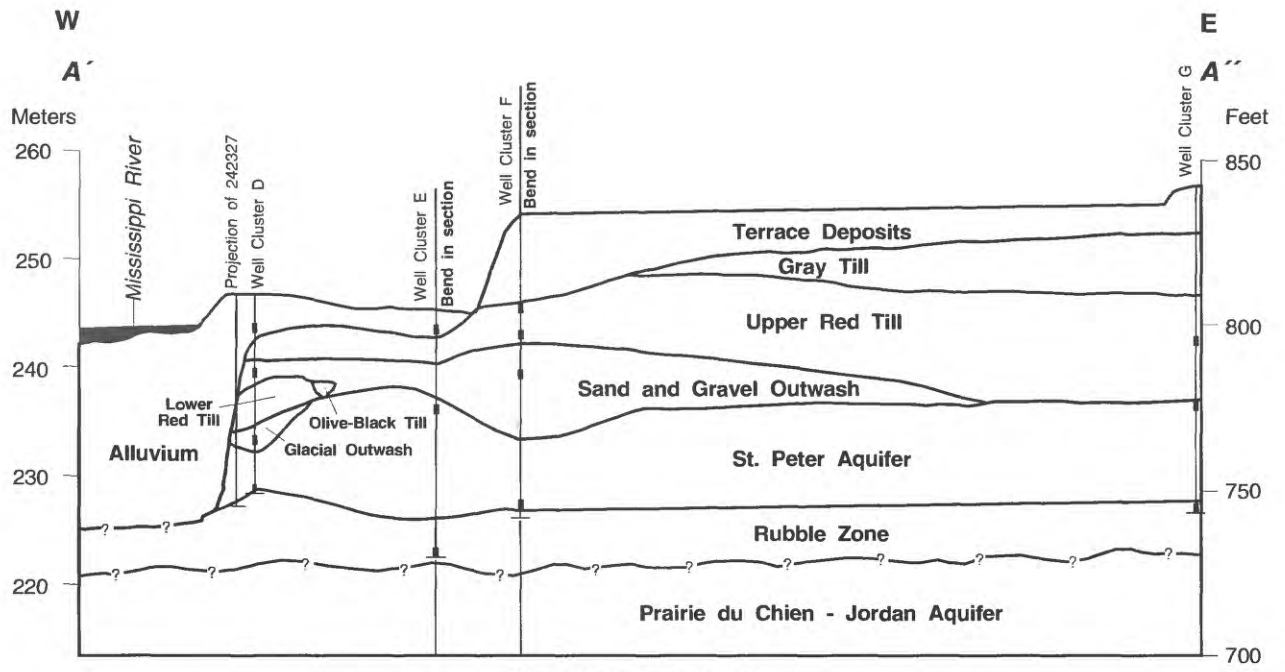 W
E
A´
A´´
Meters
Feet
260
250
240
230
220
850
800
750
700
Mississippi River
Projection of 242327
Well Cluster D
Well Cluster E
Bend in section
Well Cluster F
Bend in section
Well Cluster G
Terrace Deposits
Gray Till
Upper Red Till
Sand and Gravel Outwash
Lower
Red Till
Olive-Black Till
Glacial Outwash
Alluvium
St. Peter Aquifer
Rubble Zone
? ? 
? ? ? ? ? ? ? ? ? ? ? ?
Prairie du Chien - Jordan Aquifer